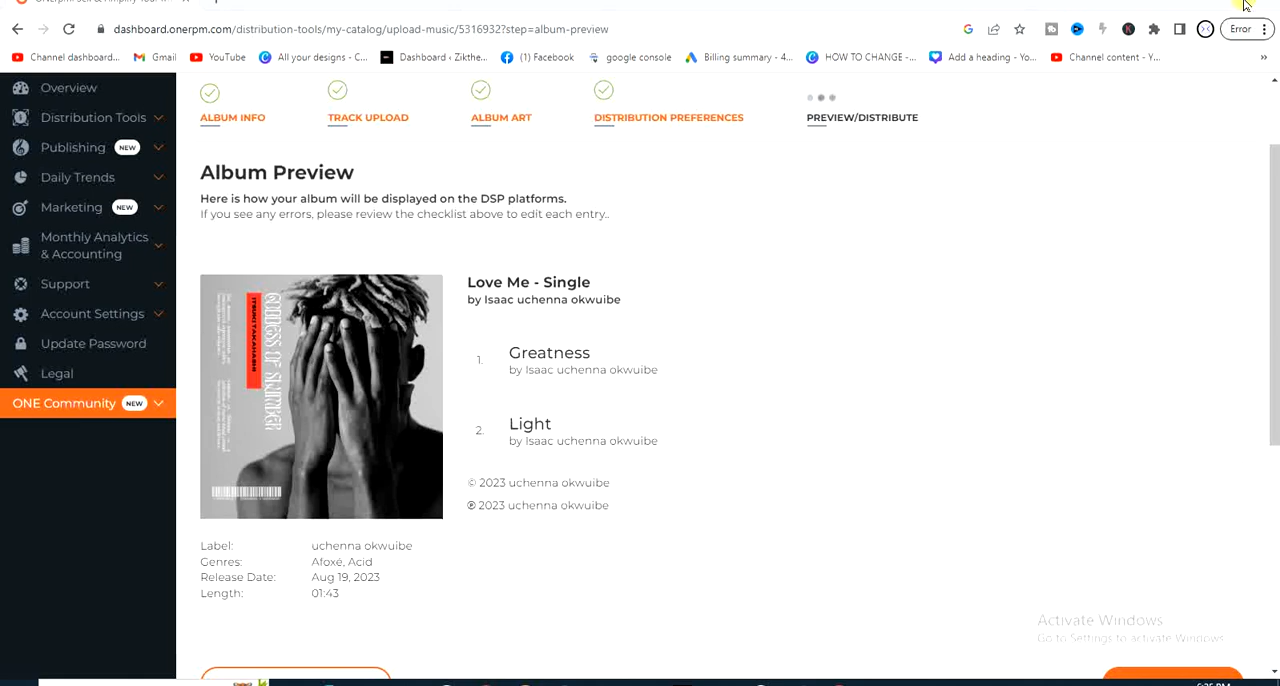 dashboard.onerpm.com/distribution-tools/my-catalog/upload-music/5316932?step=album-preview
Error
Channel dashboard...
Gmail
YouTube
All your designs - C...
Dashboard ‹ Zikthe...
(1) Facebook
google console
Billing summary - 4...
HOW TO CHANGE -...
Add a heading - Yo...
Channel content - Y...
»
Overview
Distribution Tools
Publishing NEW
Daily Trends
Marketing NEW
Monthly Analytics
& Accounting
Support
Account Settings
Update Password
Legal
ONE Community NEW
ALBUM INFO
TRACK UPLOAD
ALBUM ART
DISTRIBUTION PREFERENCES
PREVIEW/DISTRIBUTE
Album Preview
Here is how your album will be displayed on the DSP platforms.
If you see any errors, please review the checklist above to edit each entry..
ITSUKI TAKAHASHI
Love Me - Single
by Isaac uchenna okwuibe
1.
Greatness
by Isaac uchenna okwuibe
2.
Light
by Isaac uchenna okwuibe
© 2023 uchenna okwuibe
℗ 2023 uchenna okwuibe
Label: uchenna okwuibe
Genres: Afoxé, Acid
Release Date: Aug 19, 2023
Length: 01:43
Activate Windows
Go to Settings to activate Windows.